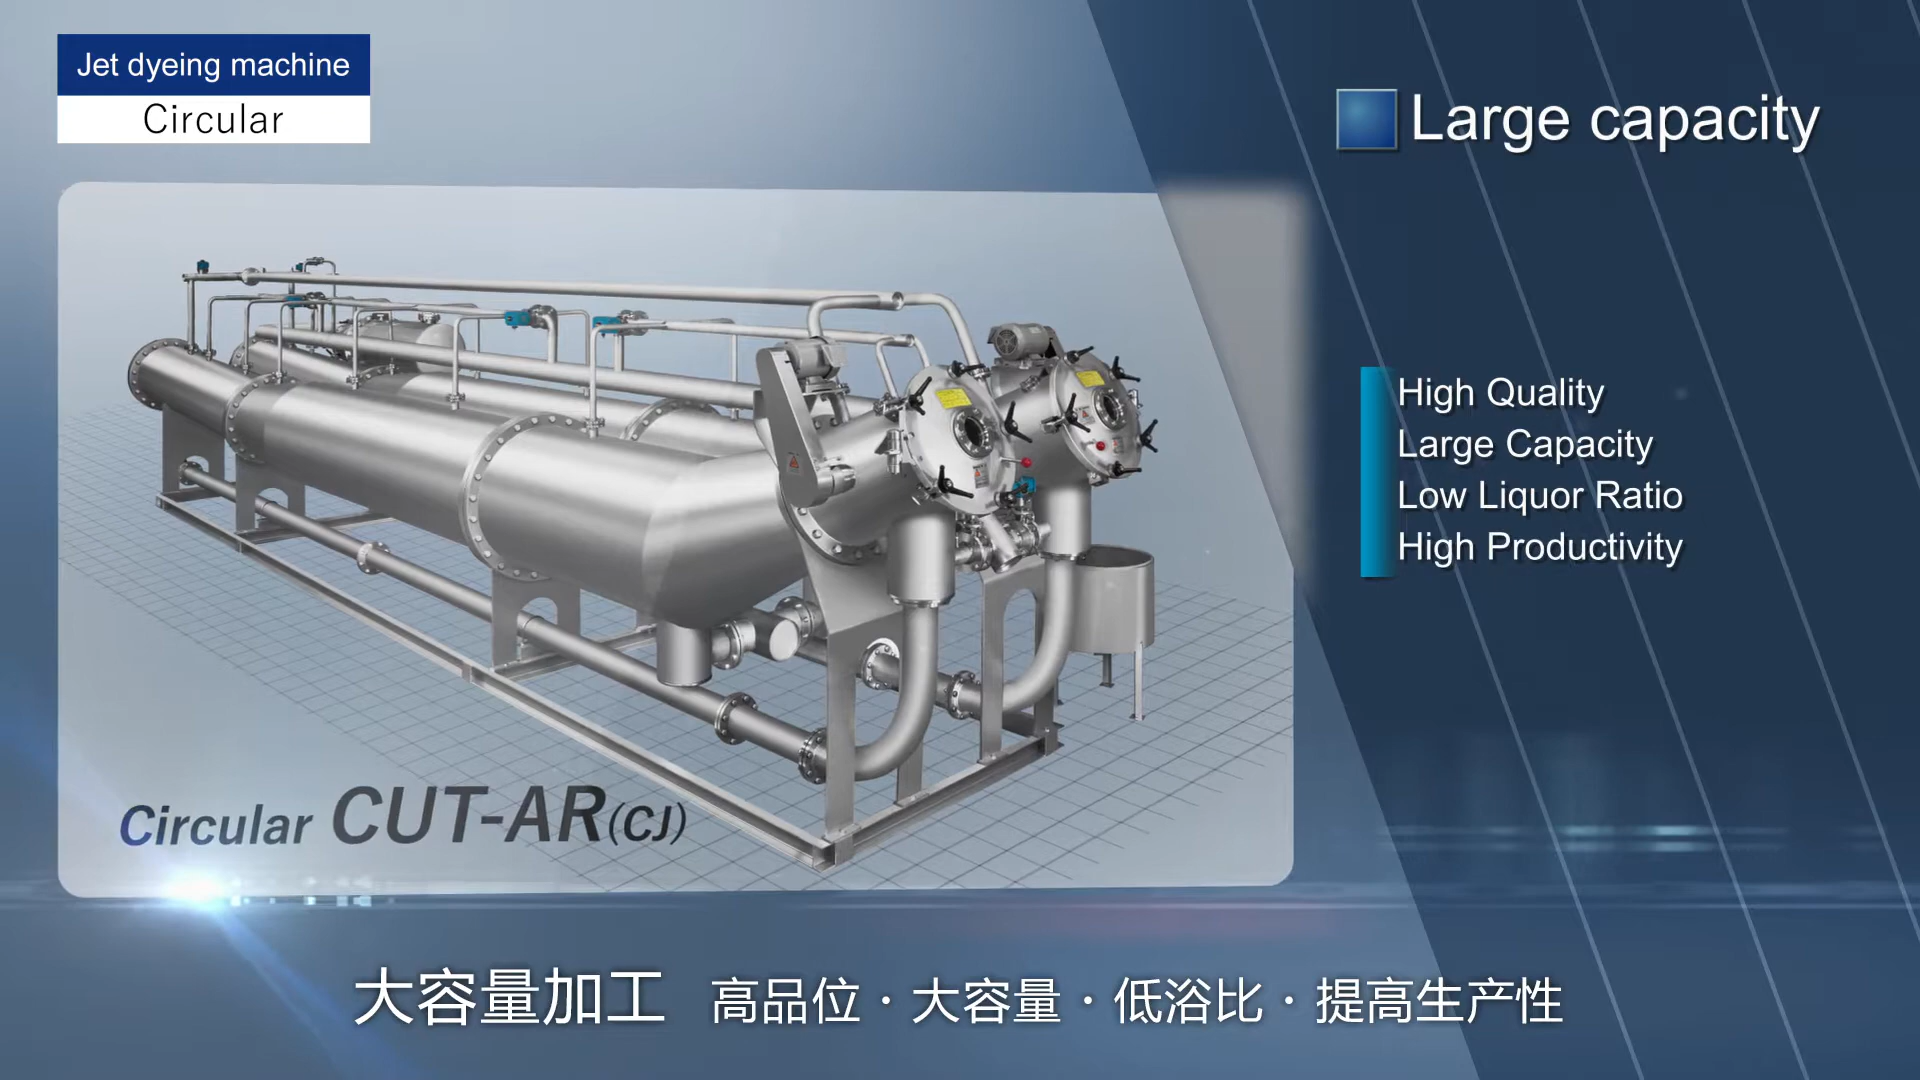 Jet dyeing machine
Circular
Large capacity
High Quality
Large Capacity
Low Liquor Ratio
High Productivity
Circular CUT-AR(CJ)
大容量加工 高品位・大容量・低浴比・提高生产性